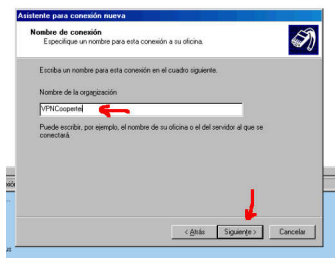 Asistente para conexión nueva
Nombre de conexión
Especifique un nombre para esta conexión a su oficina.
Escriba un nombre para esta conexión en el cuadro siguiente.
Nombre de la organización
VPNCoopertei
Puede escribir, por ejemplo, el nombre de su oficina o el del servidor al que se
conectará.
< Atrás
Siguiente >
Cancelar